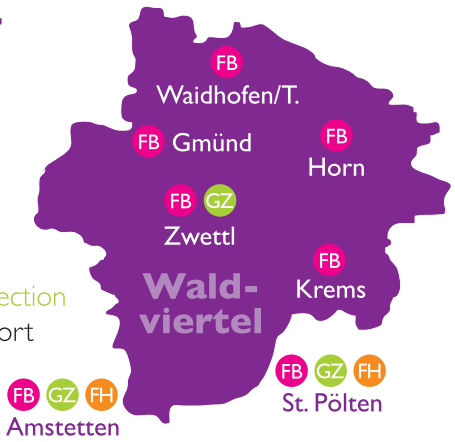 FB
Waidhofen/T.
FB Gmünd
FB
Horn
FB GZ
Zwettl
FB
Krems
Wald-
viertel
ection
ort
FB GZ FH
St. Pölten
FB GZ FH
Amstetten